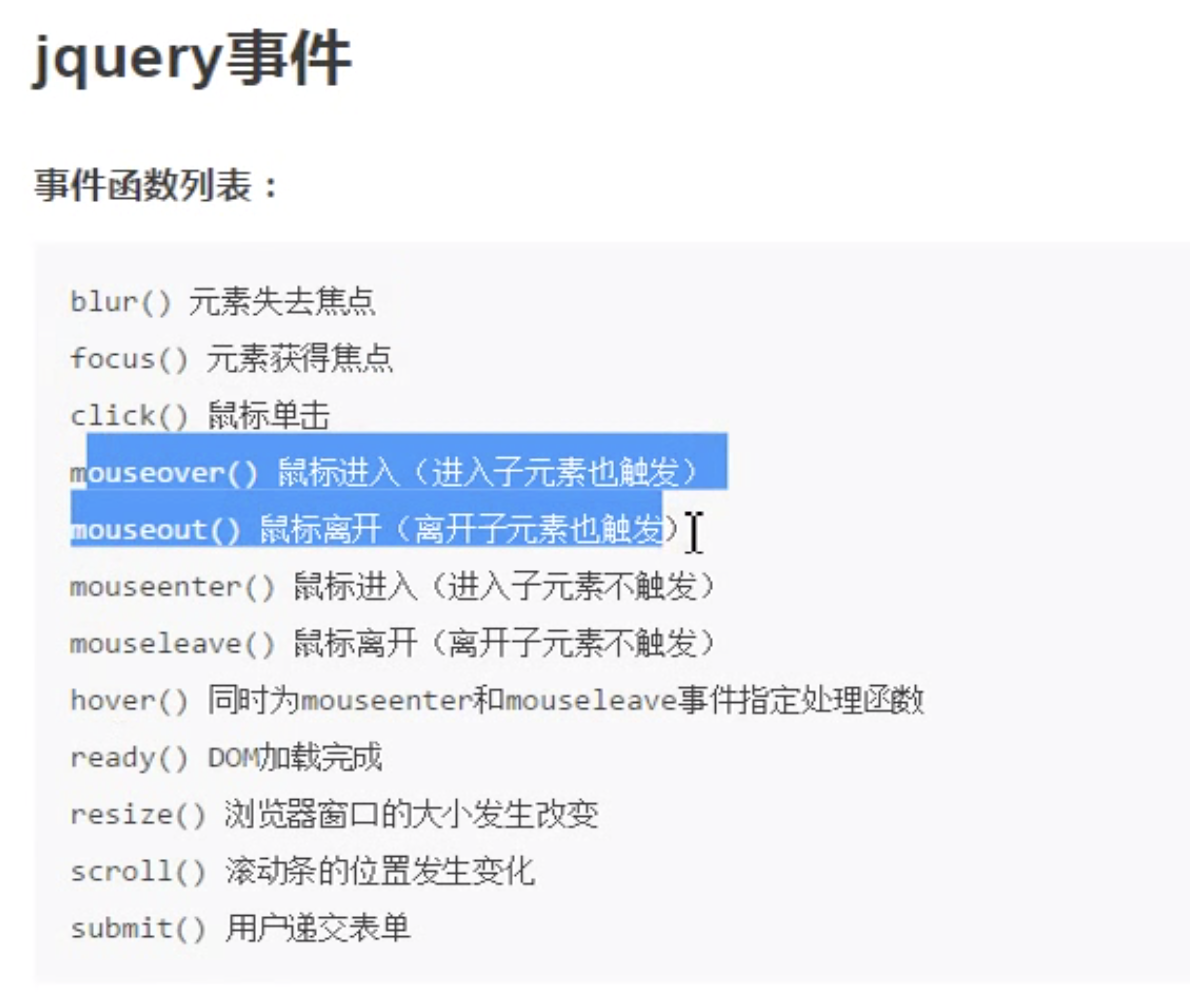 jquery事件
事件函数列表：
blur() 元素失去焦点
focus() 元素获得焦点
click() 鼠标单击
mouseover() 鼠标进入（进入子元素也触发）
mouseout() 鼠标离开（离开子元素也触发）
mouseenter() 鼠标进入（进入子元素不触发）
mouseleave() 鼠标离开（离开子元素不触发）
hover() 同时为mouseenter和mouseleave事件指定处理函数
ready() DOM加载完成
resize() 浏览器窗口的大小发生改变
scroll() 滚动条的位置发生变化
submit() 用户递交表单